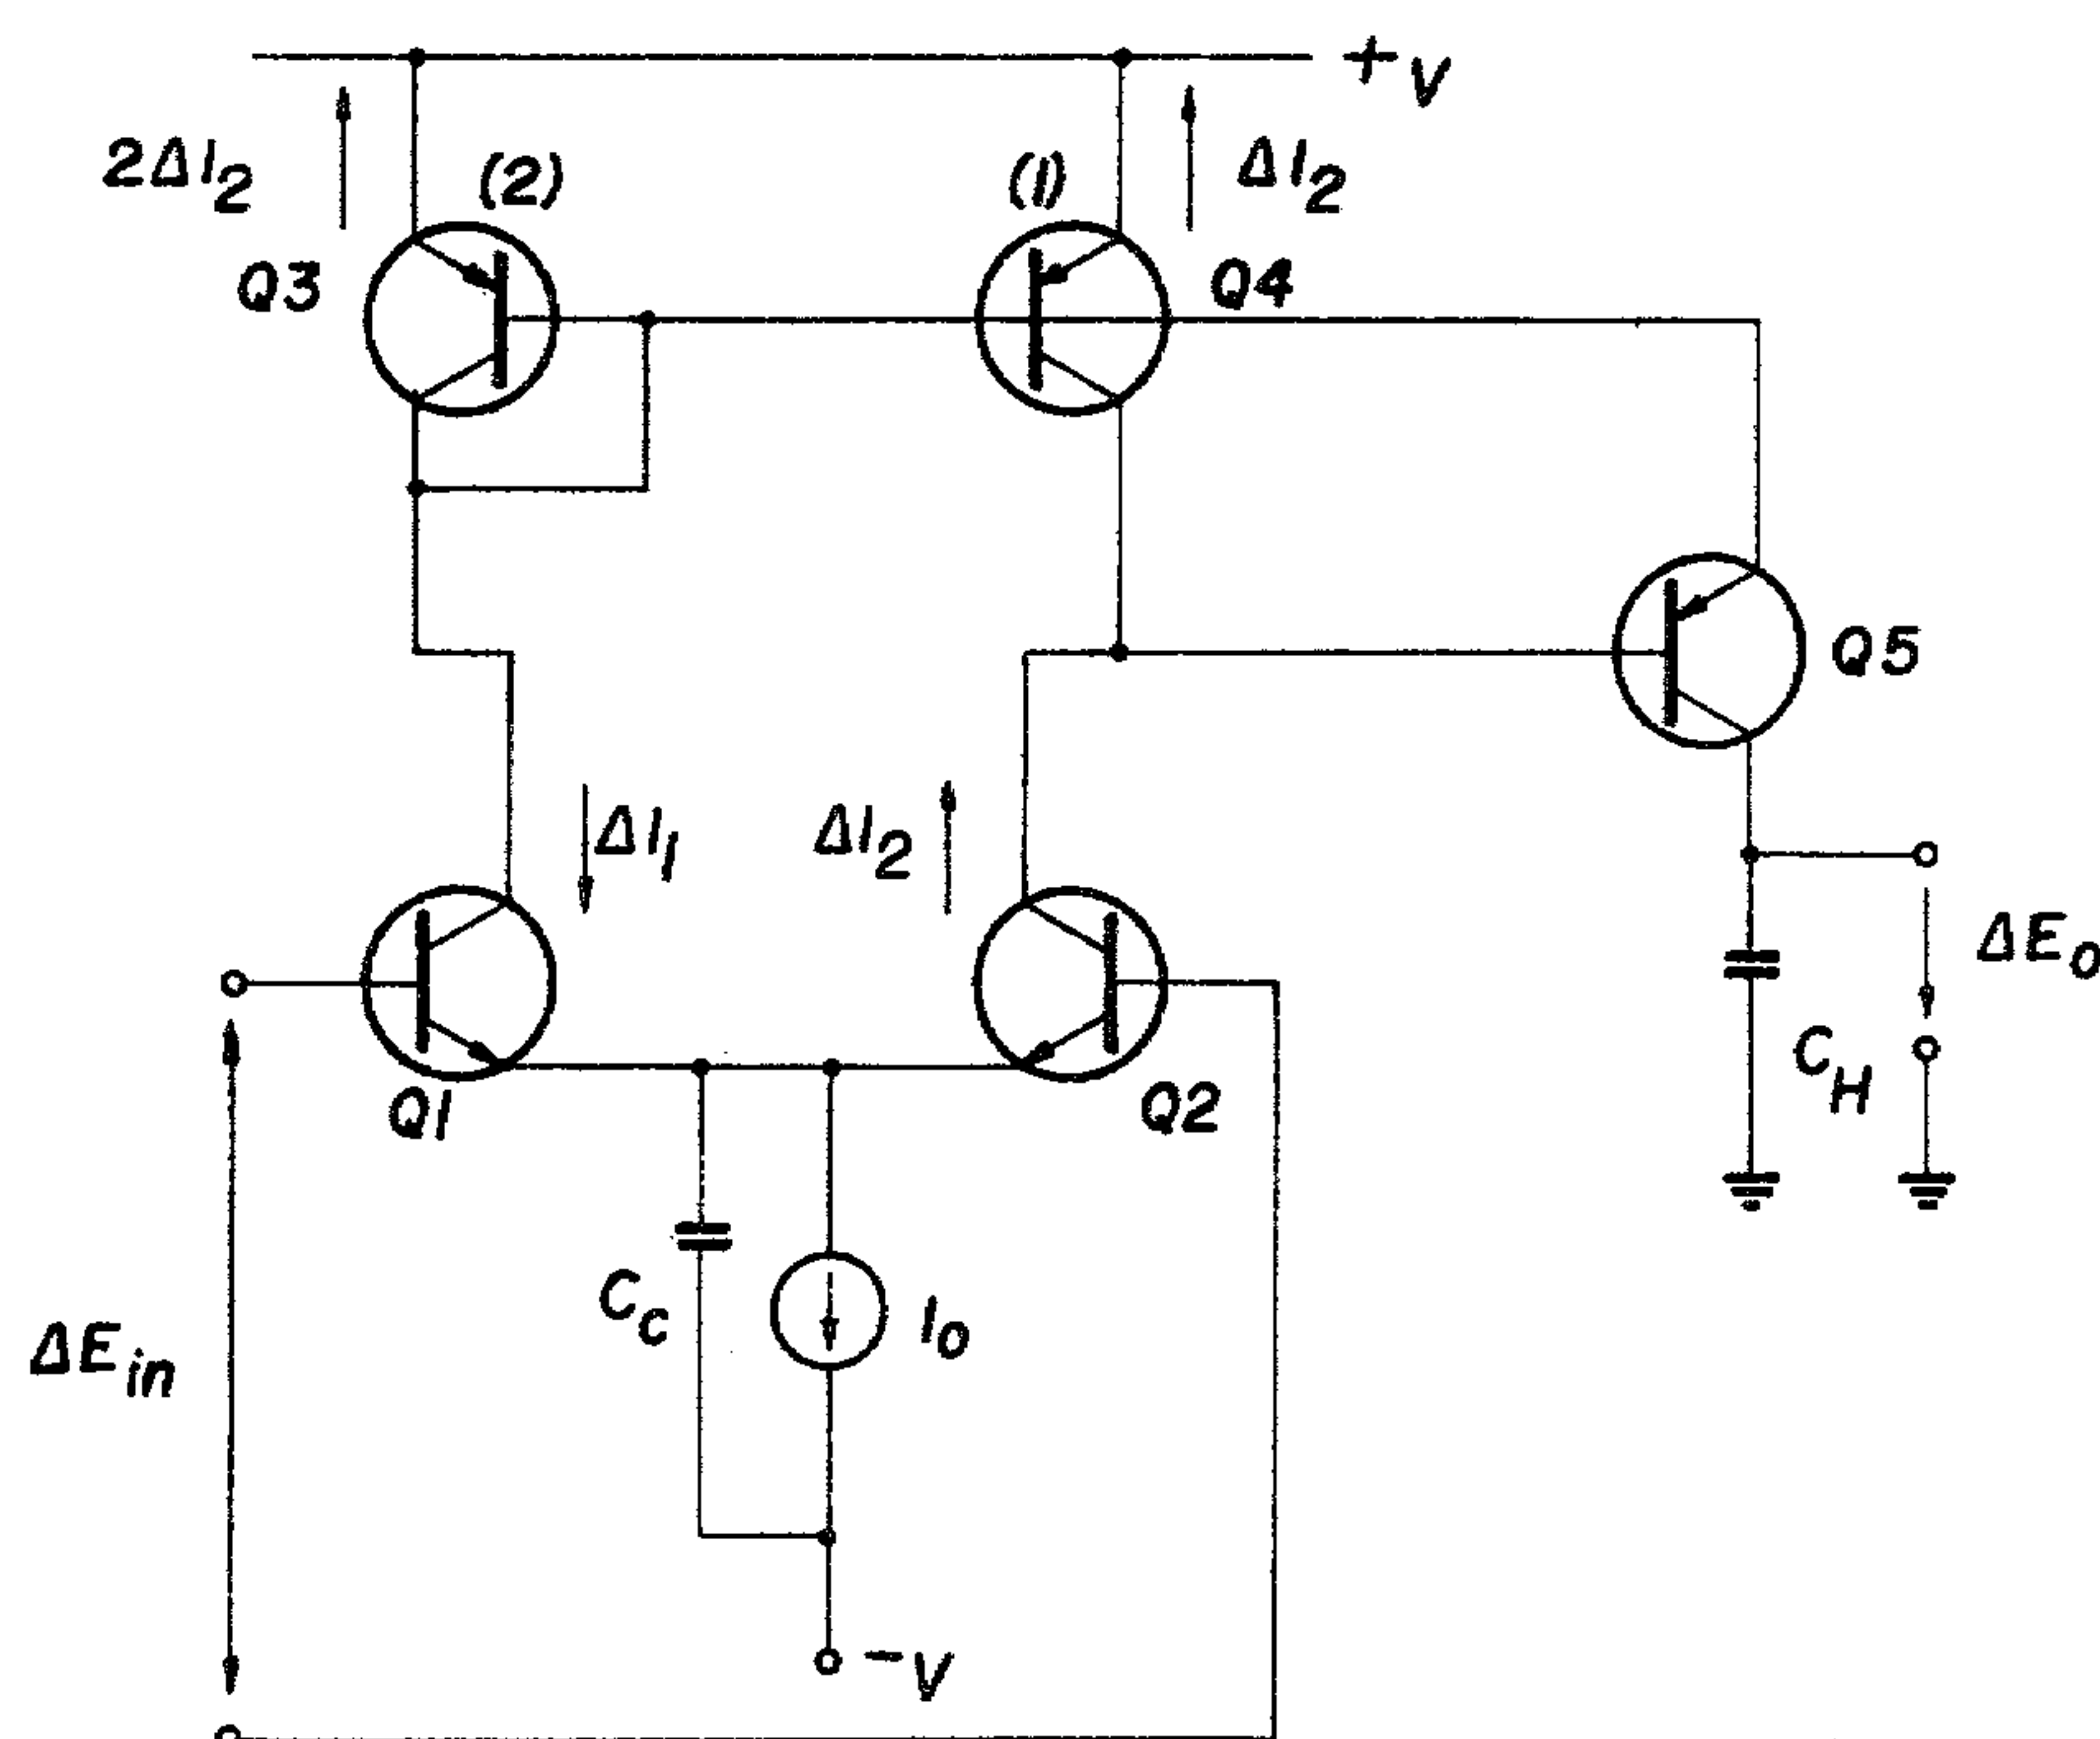 +V
2ΔI2 (2) (1) ΔI2
Q3 Q4
Q5
ΔI1 ΔI2
ΔEo
CH
Q1 Q2
Cc Io
ΔEin
-V